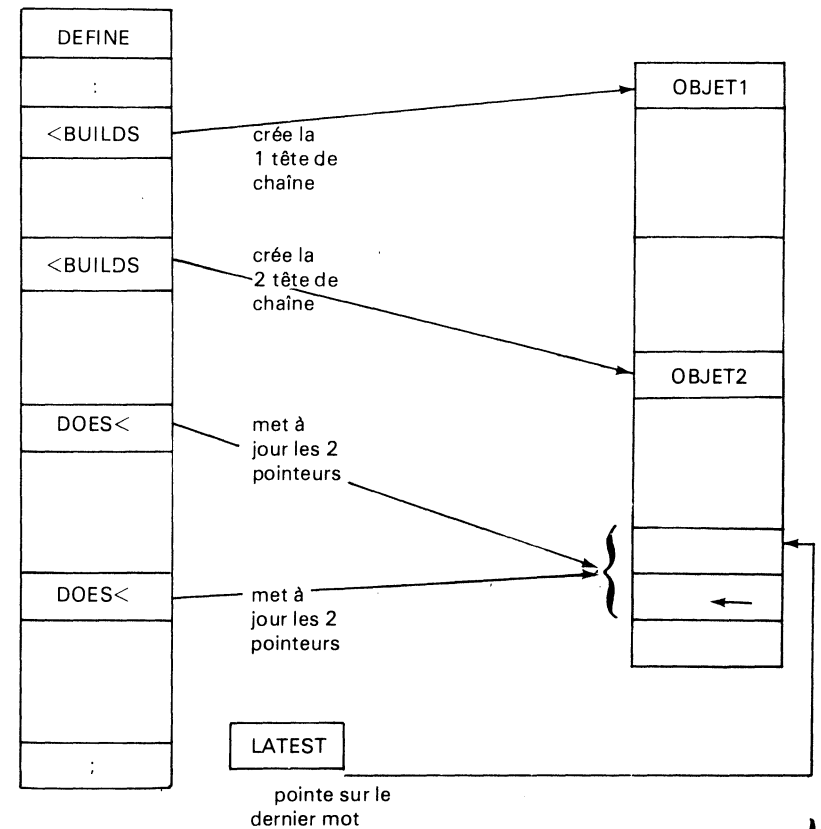 DEFINE
:
<BUILDS
<BUILDS
DOES<
DOES<
;
crée la
1 tête de
chaîne
crée la
2 tête de
chaîne
met à
jour les 2
pointeurs
met à
jour les 2
pointeurs
OBJET1
OBJET2
LATEST
pointe sur le
dernier mot